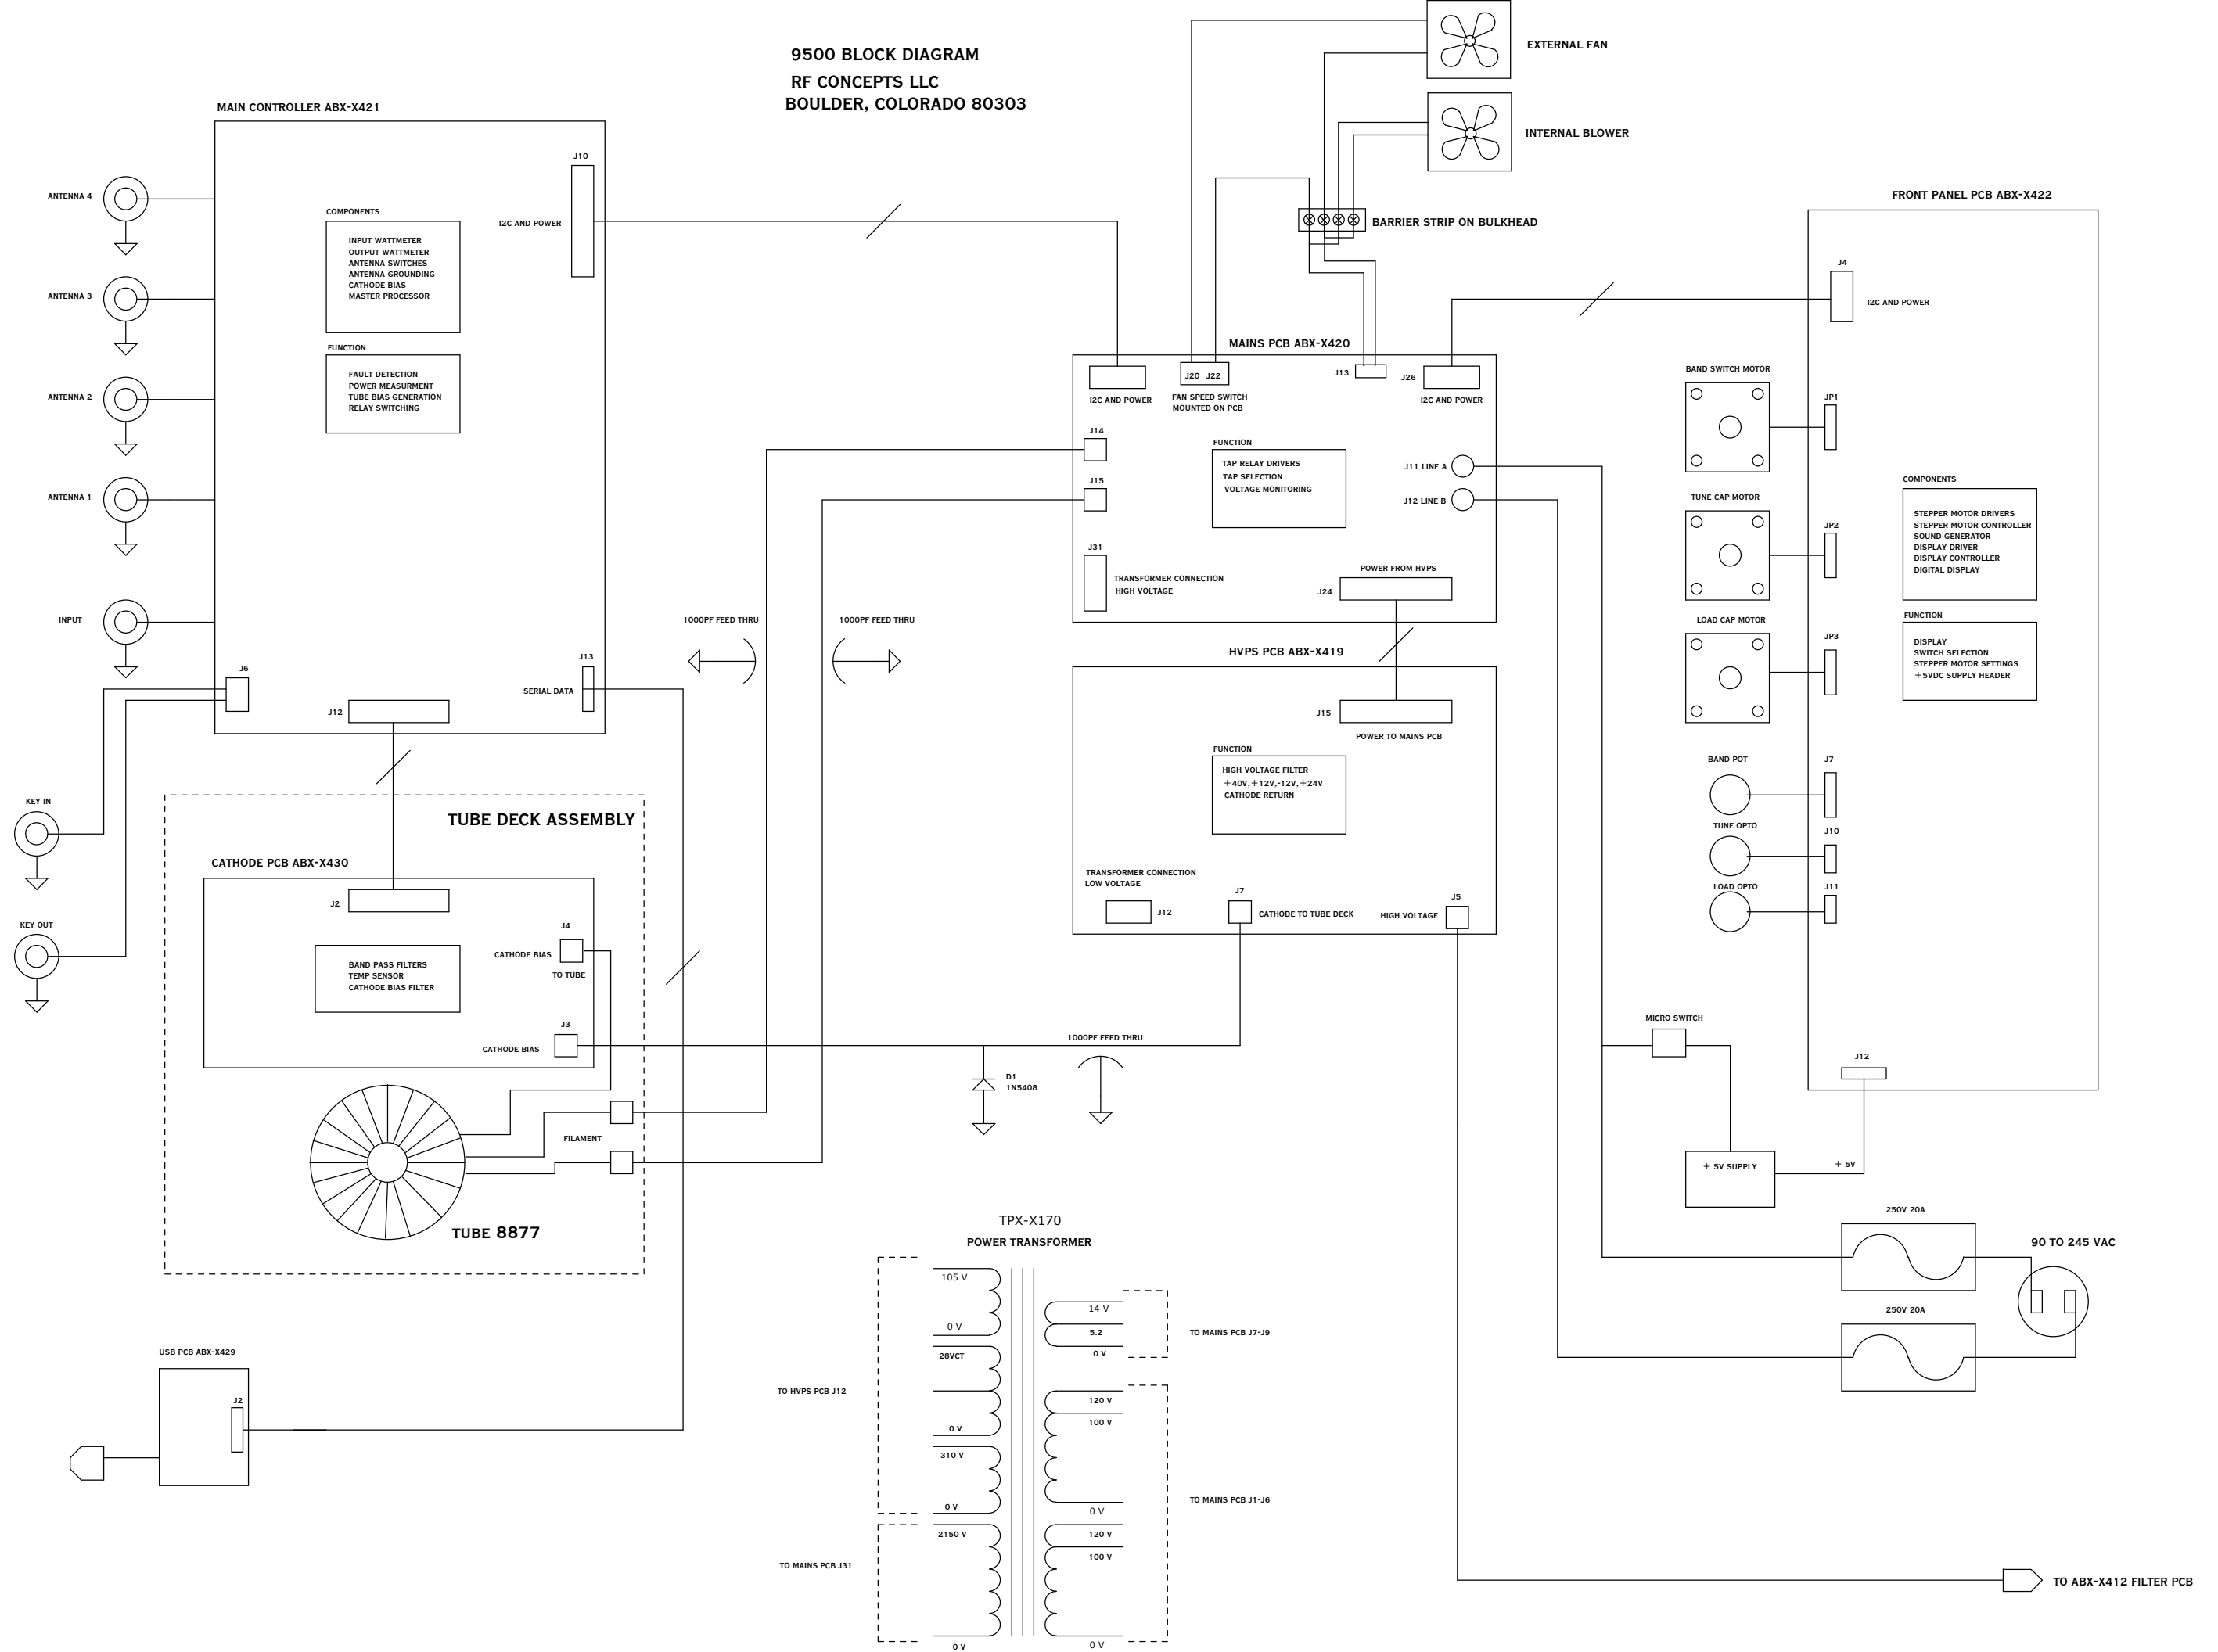 9500 BLOCK DIAGRAM
RF CONCEPTS LLC
BOULDER, COLORADO 80303
EXTERNAL FAN
INTERNAL BLOWER
BARRIER STRIP ON BULKHEAD
MAIN CONTROLLER ABX-X421
J10
I2C AND POWER
ANTENNA 4
ANTENNA 3
ANTENNA 2
ANTENNA 1
INPUT
COMPONENTS
INPUT WATTMETER
OUTPUT WATTMETER
ANTENNA SWITCHES
ANTENNA GROUNDING
CATHODE BIAS
MASTER PROCESSOR
FUNCTION
FAULT DETECTION
POWER MEASURMENT
TUBE BIAS GENERATION
RELAY SWITCHING
J6
J12
J13
SERIAL DATA
KEY IN
KEY OUT
TUBE DECK ASSEMBLY
CATHODE PCB ABX-X430
J2
BAND PASS FILTERS
TEMP SENSOR
CATHODE BIAS FILTER
J4
CATHODE BIAS
TO TUBE
J3
CATHODE BIAS
FILAMENT
TUBE 8877
USB PCB ABX-X429
J2
1000PF FEED THRU
1000PF FEED THRU
MAINS PCB ABX-X420
I2C AND POWER
J20 J22
FAN SPEED SWITCH
MOUNTED ON PCB
J13
J26
I2C AND POWER
J14
J15
FUNCTION
TAP RELAY DRIVERS
TAP SELECTION
VOLTAGE MONITORING
J11 LINE A
J12 LINE B
J31
TRANSFORMER CONNECTION
HIGH VOLTAGE
POWER FROM HVPS
J24
HVPS PCB ABX-X419
J15
POWER TO MAINS PCB
FUNCTION
HIGH VOLTAGE FILTER
+40V,+12V,-12V,+24V
CATHODE RETURN
TRANSFORMER CONNECTION
LOW VOLTAGE
J12
J7
CATHODE TO TUBE DECK
HIGH VOLTAGE
J5
1000PF FEED THRU
D1
1N5408
FRONT PANEL PCB ABX-X422
J4
I2C AND POWER
BAND SWITCH MOTOR
JP1
TUNE CAP MOTOR
JP2
LOAD CAP MOTOR
JP3
COMPONENTS
STEPPER MOTOR DRIVERS
STEPPER MOTOR CONTROLLER
SOUND GENERATOR
DISPLAY DRIVER
DISPLAY CONTROLLER
DIGITAL DISPLAY
FUNCTION
DISPLAY
SWITCH SELECTION
STEPPER MOTOR SETTINGS
+5VDC SUPPLY HEADER
BAND POT
J7
TUNE OPTO
J10
LOAD OPTO
J11
MICRO SWITCH
J12
+ 5V SUPPLY
+ 5V
250V 20A
90 TO 245 VAC
250V 20A
TPX-X170
POWER TRANSFORMER
105 V
0 V
28VCT
0 V
310 V
0 V
2150 V
0 V
TO HVPS PCB J12
TO MAINS PCB J31
14 V
5.2
0 V
TO MAINS PCB J7-J9
120 V
100 V
0 V
120 V
100 V
0 V
TO MAINS PCB J1-J6
TO ABX-X412 FILTER PCB